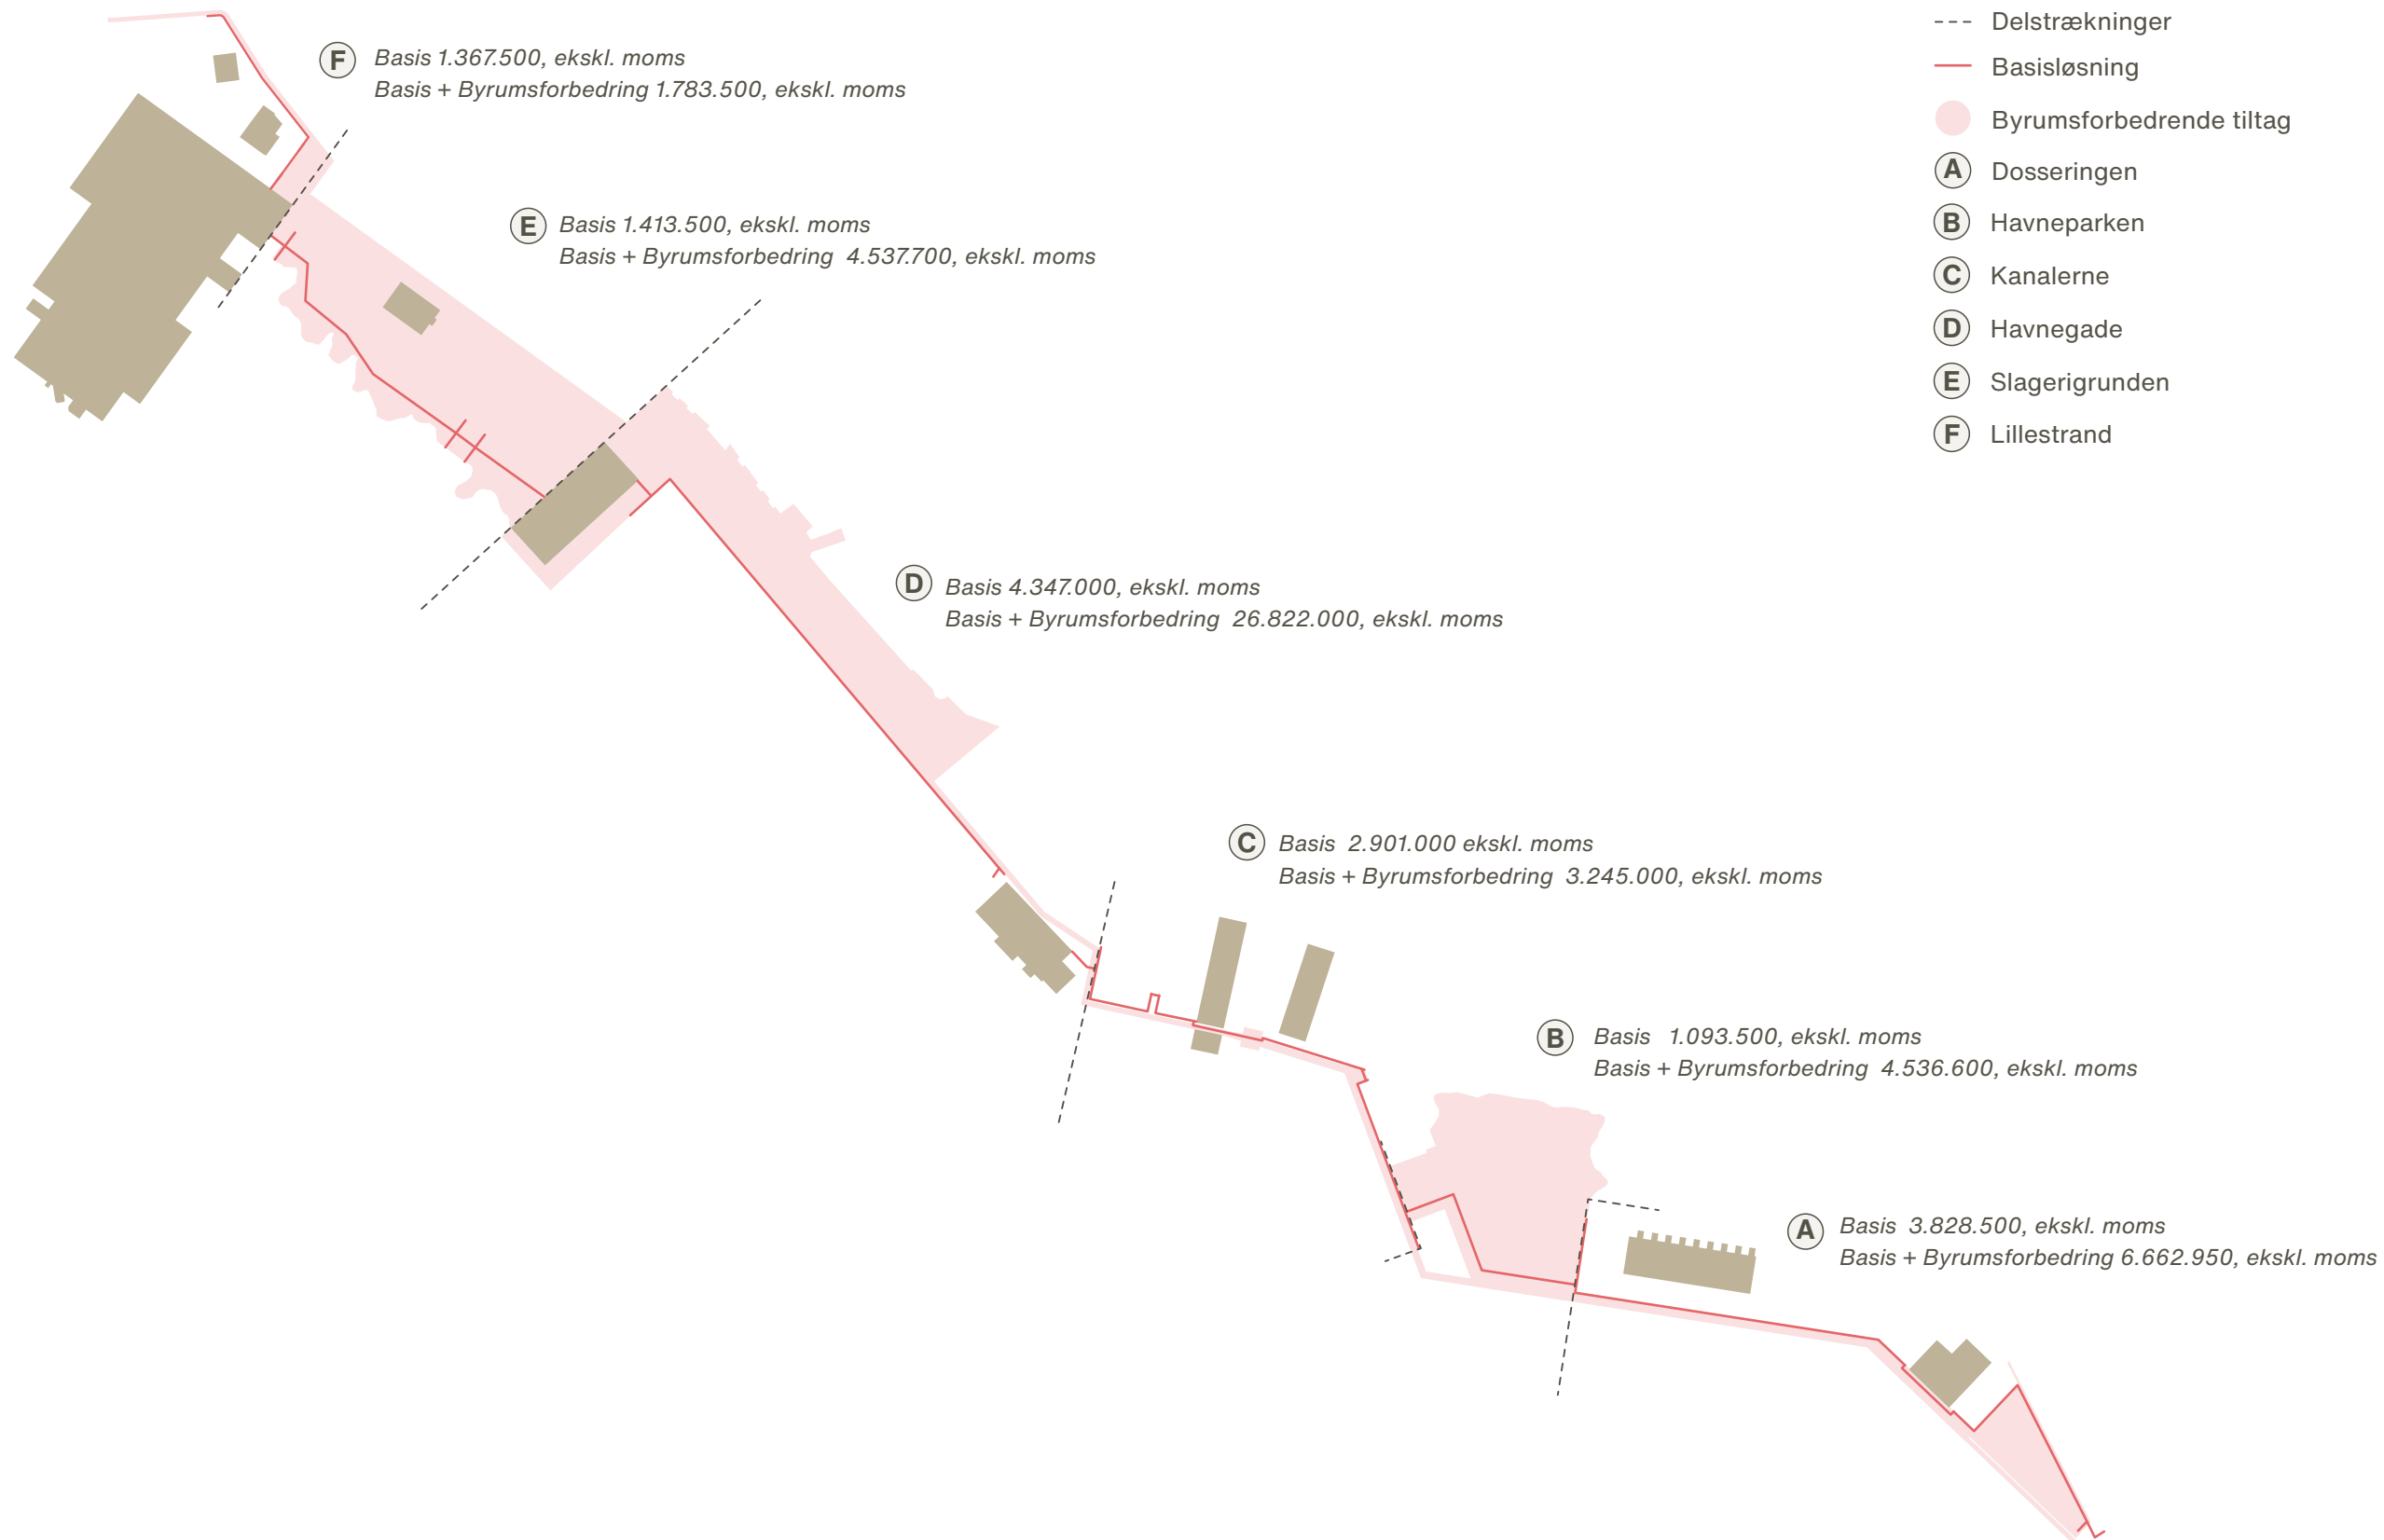 F
Basis 1.367.500, ekskl. moms
Basis + Byrumsforbedring 1.783.500, ekskl. moms
E
Basis 1.413.500, ekskl. moms
Basis + Byrumsforbedring 4.537.700, ekskl. moms
D
Basis 4.347.000, ekskl. moms
Basis + Byrumsforbedring 26.822.000, ekskl. moms
C
Basis 2.901.000 ekskl. moms
Basis + Byrumsforbedring 3.245.000, ekskl. moms
B
Basis 1.093.500, ekskl. moms
Basis + Byrumsforbedring 4.536.600, ekskl. moms
A
Basis 3.828.500, ekskl. moms
Basis + Byrumsforbedring 6.662.950, ekskl. moms
Delstrækninger
Basisløsning
Byrumsforbedrende tiltag
A Dosseringen
B Havneparken
C Kanalerne
D Havnegade
E Slagerigrunden
F Lillestrand